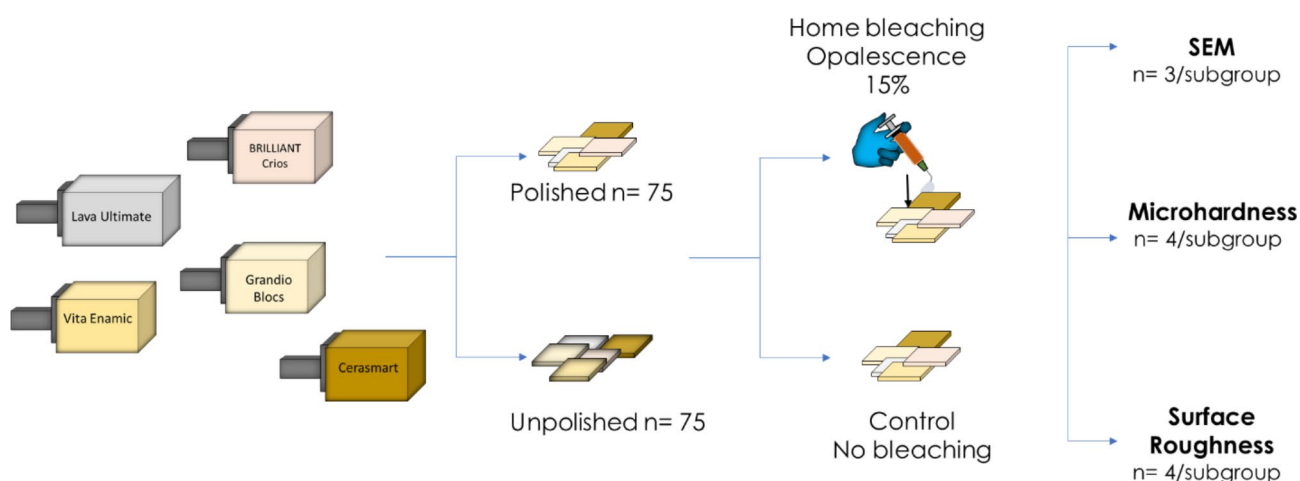 BRILLIANT
Crios
Lava Ultimate
Grandio
Blocs
Vita Enamic
Cerasmart
Polished n= 75
Unpolished n= 75
Home bleaching
Opalescence
15%
Control
No bleaching
SEM
n= 3/subgroup
Microhardness
n= 4/subgroup
Surface
Roughness
n= 4/subgroup